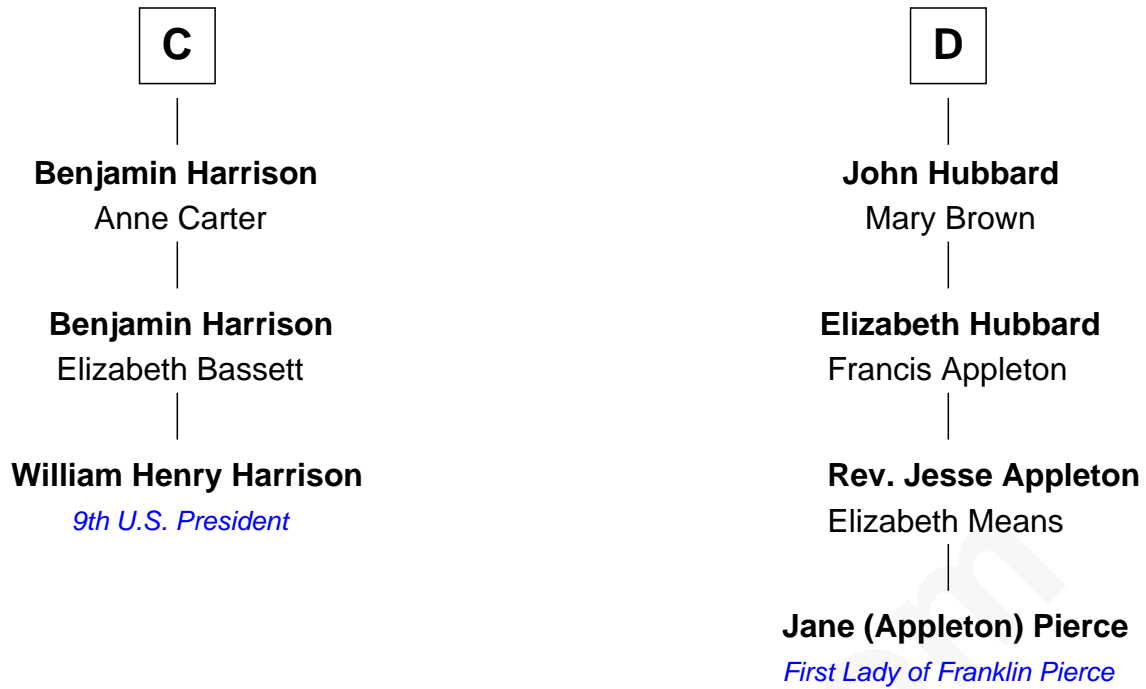 C
Benjamin Harrison
Anne Carter
Benjamin Harrison
Elizabeth Bassett
William Henry Harrison
9th U.S. President
D
John Hubbard
Mary Brown
Elizabeth Hubbard
Francis Appleton
Rev. Jesse Appleton
Elizabeth Means
Jane (Appleton) Pierce
First Lady of Franklin Pierce